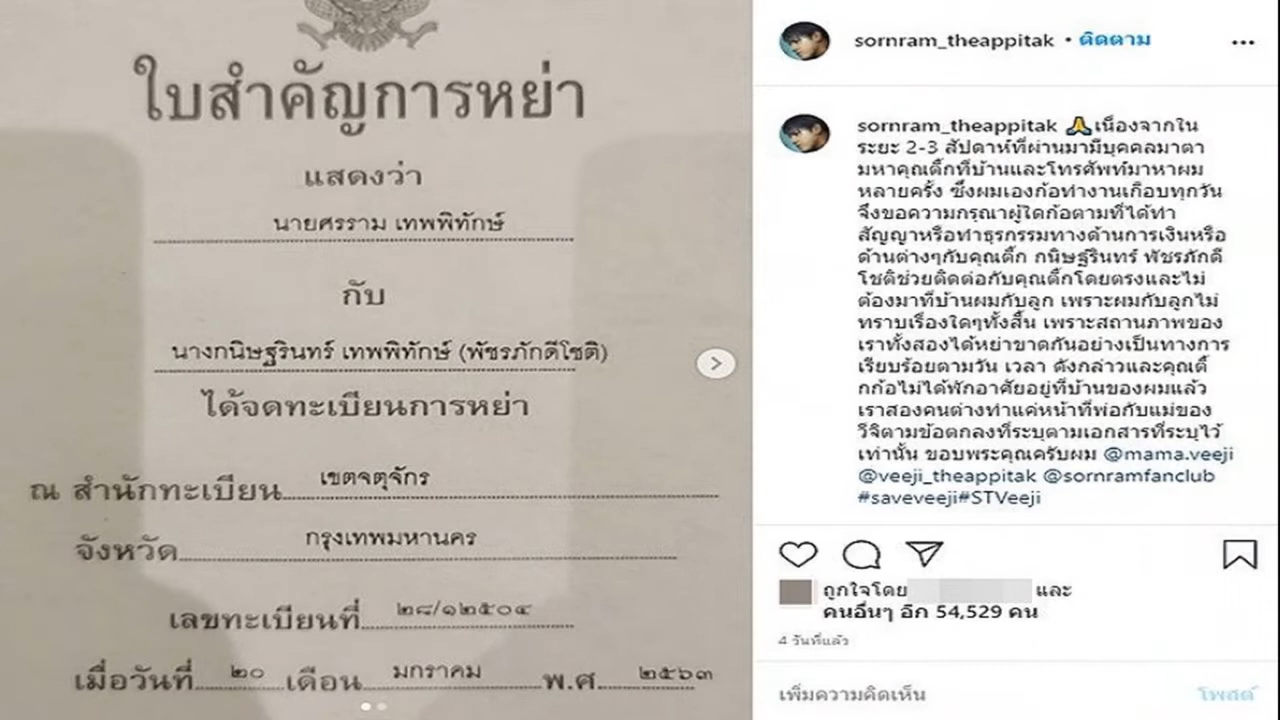 ใบสำคัญการหย่า
แสดงว่า
นายศรราม เทพพิทักษ์
กับ
นางกนิษฐรินทร์ เทพพิทักษ์ (พัชรภักดีโชติ)
ได้จดทะเบียนการหย่า
ณ สำนักทะเบียน เขตจตุจักร
จังหวัด กรุงเทพมหานคร
เลขทะเบียนที่ ๒๘/๑๒๕๐๔
เมื่อวันที่ ๒๐ เดือน มกราคม พ.ศ. ๒๕๖๓
sornram_theappitak • ติดตาม
sornram_theappitak 🙏เนื่องจากใน
ระยะ 2-3 สัปดาห์ที่ผ่านมามีบุคคลมาตา
มหาคุณติ๊กที่บ้านและโทรศัพท์มาหาผม
หลายครั้ง ซึ่งผมเองก้อทำงานเกือบทุกวัน
จึงขอความกรุณาผู้ใดก้อตามที่ได้ทำ
สัญญาหรือทำธุรกรรมทางด้านการเงินหรือ
ด้านต่างๆกับคุณติ๊ก กนิษฐ์รินทร์ พัชรภักดี
โชติช่วยติดต่อกับคุณติ๊กโดยตรงและไม่
ต้องมาที่บ้านผมกับลูก เพราะผมกับลูกไม่
ทราบเรื่องใดๆทั้งสิ้น เพราะสถานภาพของ
เราทั้งสองได้หย่าขาดกันอย่างเป็นทางการ
เรียบร้อยตามวัน เวลา ดังกล่าวและคุณติ๊
กก้อไม่ได้พักอาศัยอยู่ที่บ้านของผมแล้ว
เราสองคนต่างทำแค่หน้าที่พ่อกับแม่ของ
วีจิตามข้อตกลงที่ระบุตามเอกสารที่ระบุไว้
เท่านั้น ขอบพระคุณครับผม @mama.veeji
@veeji_theappitak @sornramfanclub
#saveveeji#STVeeji
ถูกใจโดย และ
คนอื่นๆ อีก 54,529 คน
4 วันที่แล้ว
เพิ่มความคิดเห็น โพสต์